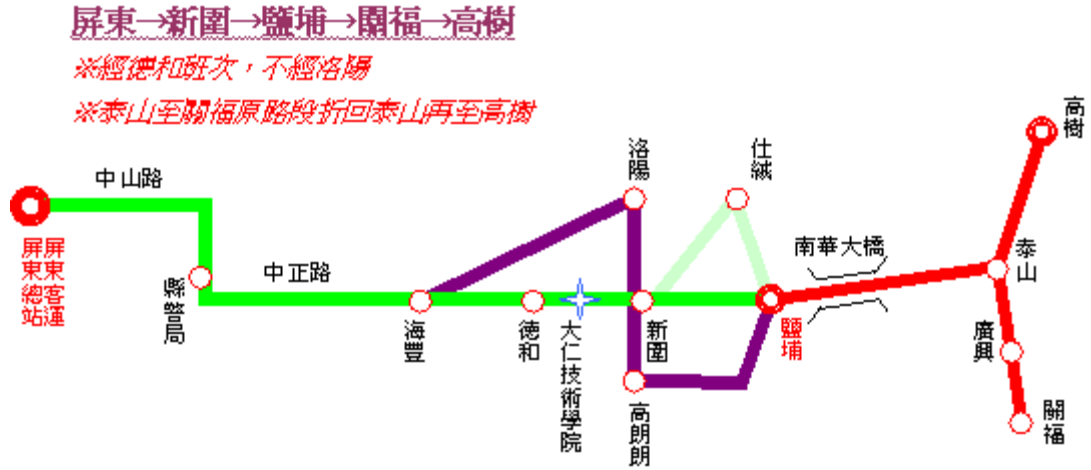 屏東→新圍→鹽埔→關福→高樹
※經德和班次，不經洛陽
※泰山至關福原路段折回泰山再至高樹
高樹
洛陽
仕絨
中山路
屏東客運
屏東總站
縣警局
中正路
南華大橋
泰山
海豐
德和
大仁技術學院
新圍
高朗朗
鹽埔
廣興
關福